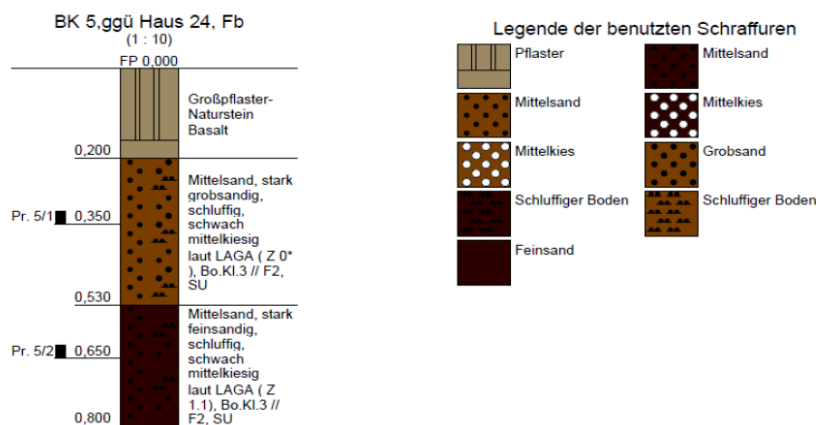 BK 5,ggü Haus 24, Fb
(1 : 10)
FP 0,000
Großpflaster-
Naturstein
Basalt
0,200
Mittelsand, stark
grobsandig,
schluffig,
schwach
mittelkiesig
laut LAGA ( Z 0*
), Bo.Kl.3 // F2,
SU
Pr. 5/1 0,350
0,530
Mittelsand, stark
feinsandig,
schluffig,
schwach
mittelkiesig
laut LAGA ( Z
1.1), Bo.Kl.3 //
F2, SU
Pr. 5/2 0,650
0,800
Legende der benutzten Schraffuren
Pflaster
Mittelsand
Mittelsand
Mittelkies
Mittelkies
Grobsand
Schluffiger Boden
Schluffiger Boden
Feinsand